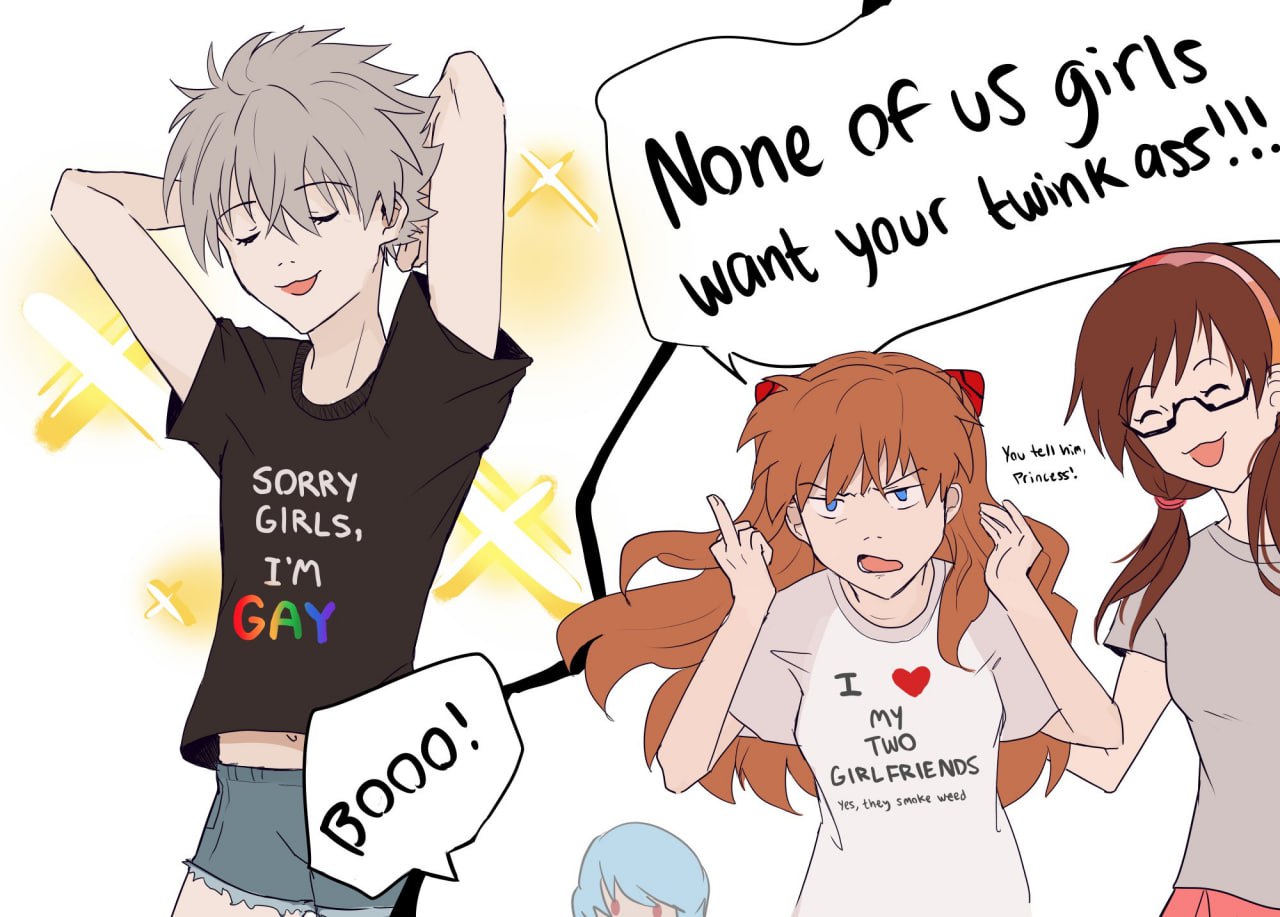 None of us girls
want your twink ass!!!
SORRY
GIRLS,
I'M
GAY
You tell him,
Princess!
I ❤
MY
TWO
GIRLFRIENDS
Yes, they smoke weed
BOOO!